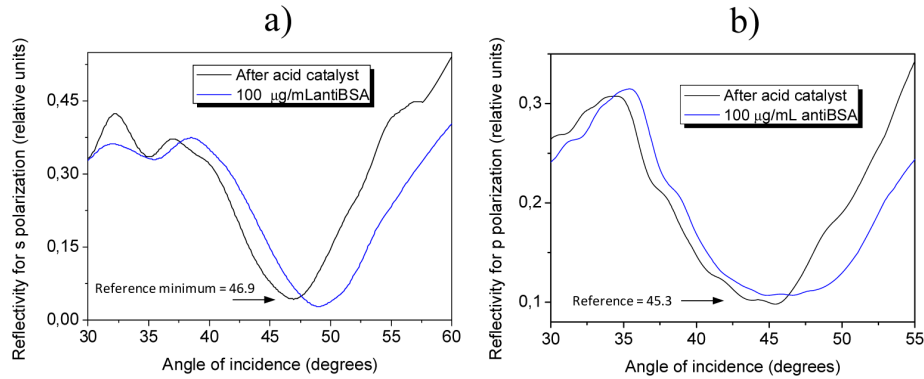 a)
After acid catalyst
100 µg/mLantiBSA
Reference minimum = 46.9
0,45
0,30
0,15
0,00
30 35 40 45 50 55 60
Angle of incidence (degrees)
Reflectivity for s polarization (relative units)
b)
After acid catalyst
100 µg/mL antiBSA
Reference = 45.3
0,3
0,2
0,1
30 35 40 45 50 55
Angle of incidence (degrees)
Reflectivity for p polarization (relative units)